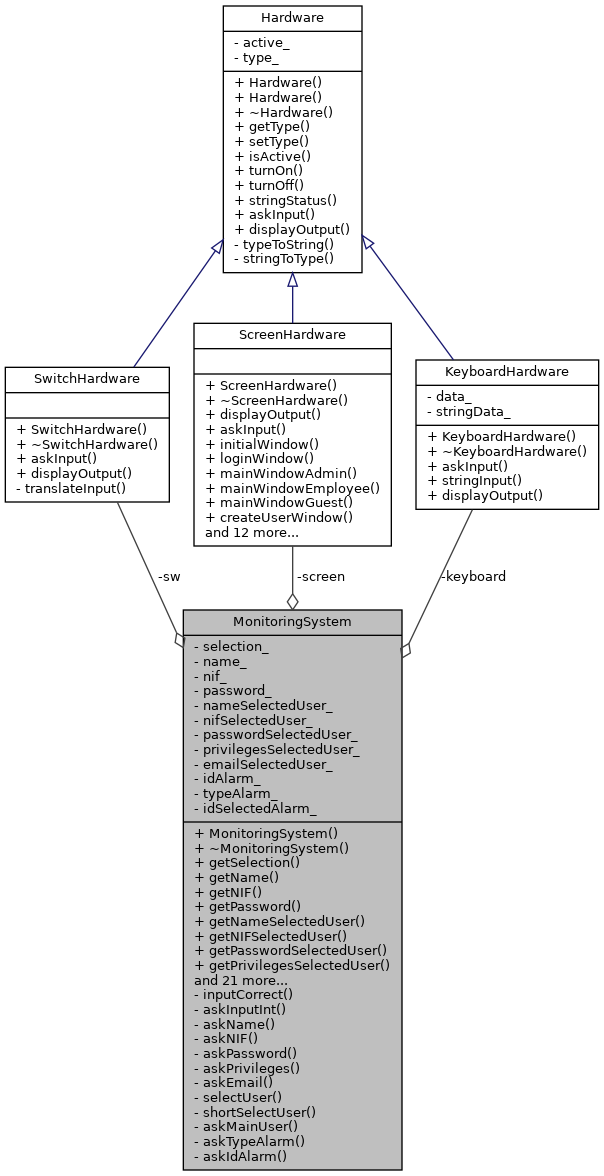 Hardware
- active_
- type_
+ Hardware()
+ Hardware()
+ ~Hardware()
+ getType()
+ setType()
+ isActive()
+ turnOn()
+ turnOff()
+ stringStatus()
+ askInput()
+ displayOutput()
- typeToString()
- stringToType()
SwitchHardware
+ SwitchHardware()
+ ~SwitchHardware()
+ askInput()
+ displayOutput()
- translateInput()
ScreenHardware
+ ScreenHardware()
+ ~ScreenHardware()
+ displayOutput()
+ askInput()
+ initialWindow()
+ loginWindow()
+ mainWindowAdmin()
+ mainWindowEmployee()
+ mainWindowGuest()
+ createUserWindow()
and 12 more...
KeyboardHardware
- data_
- stringData_
+ KeyboardHardware()
+ ~KeyboardHardware()
+ askInput()
+ stringInput()
+ displayOutput()
-sw
-screen
-keyboard
MonitoringSystem
- selection_
- name_
- nif_
- password_
- nameSelectedUser_
- nifSelectedUser_
- passwordSelectedUser_
- privilegesSelectedUser_
- emailSelectedUser_
- idAlarm_
- typeAlarm_
- idSelectedAlarm_
+ MonitoringSystem()
+ ~MonitoringSystem()
+ getSelection()
+ getName()
+ getNIF()
+ getPassword()
+ getNameSelectedUser()
+ getNIFSelectedUser()
+ getPasswordSelectedUser()
+ getPrivilegesSelectedUser()
and 21 more...
- inputCorrect()
- askInputInt()
- askName()
- askNIF()
- askPassword()
- askPrivileges()
- askEmail()
- selectUser()
- shortSelectUser()
- askMainUser()
- askTypeAlarm()
- askIdAlarm()